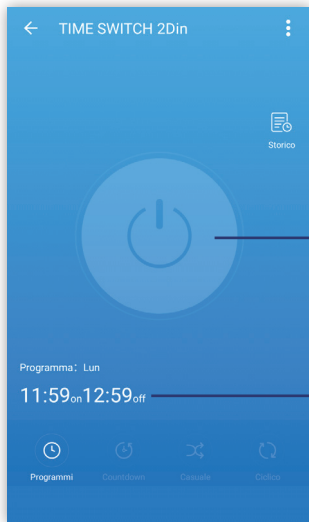 TIME SWITCH 2Din
Storico
Programma: Lun
11:59on12:59off
Programmi Countdown Casuale Ciclico